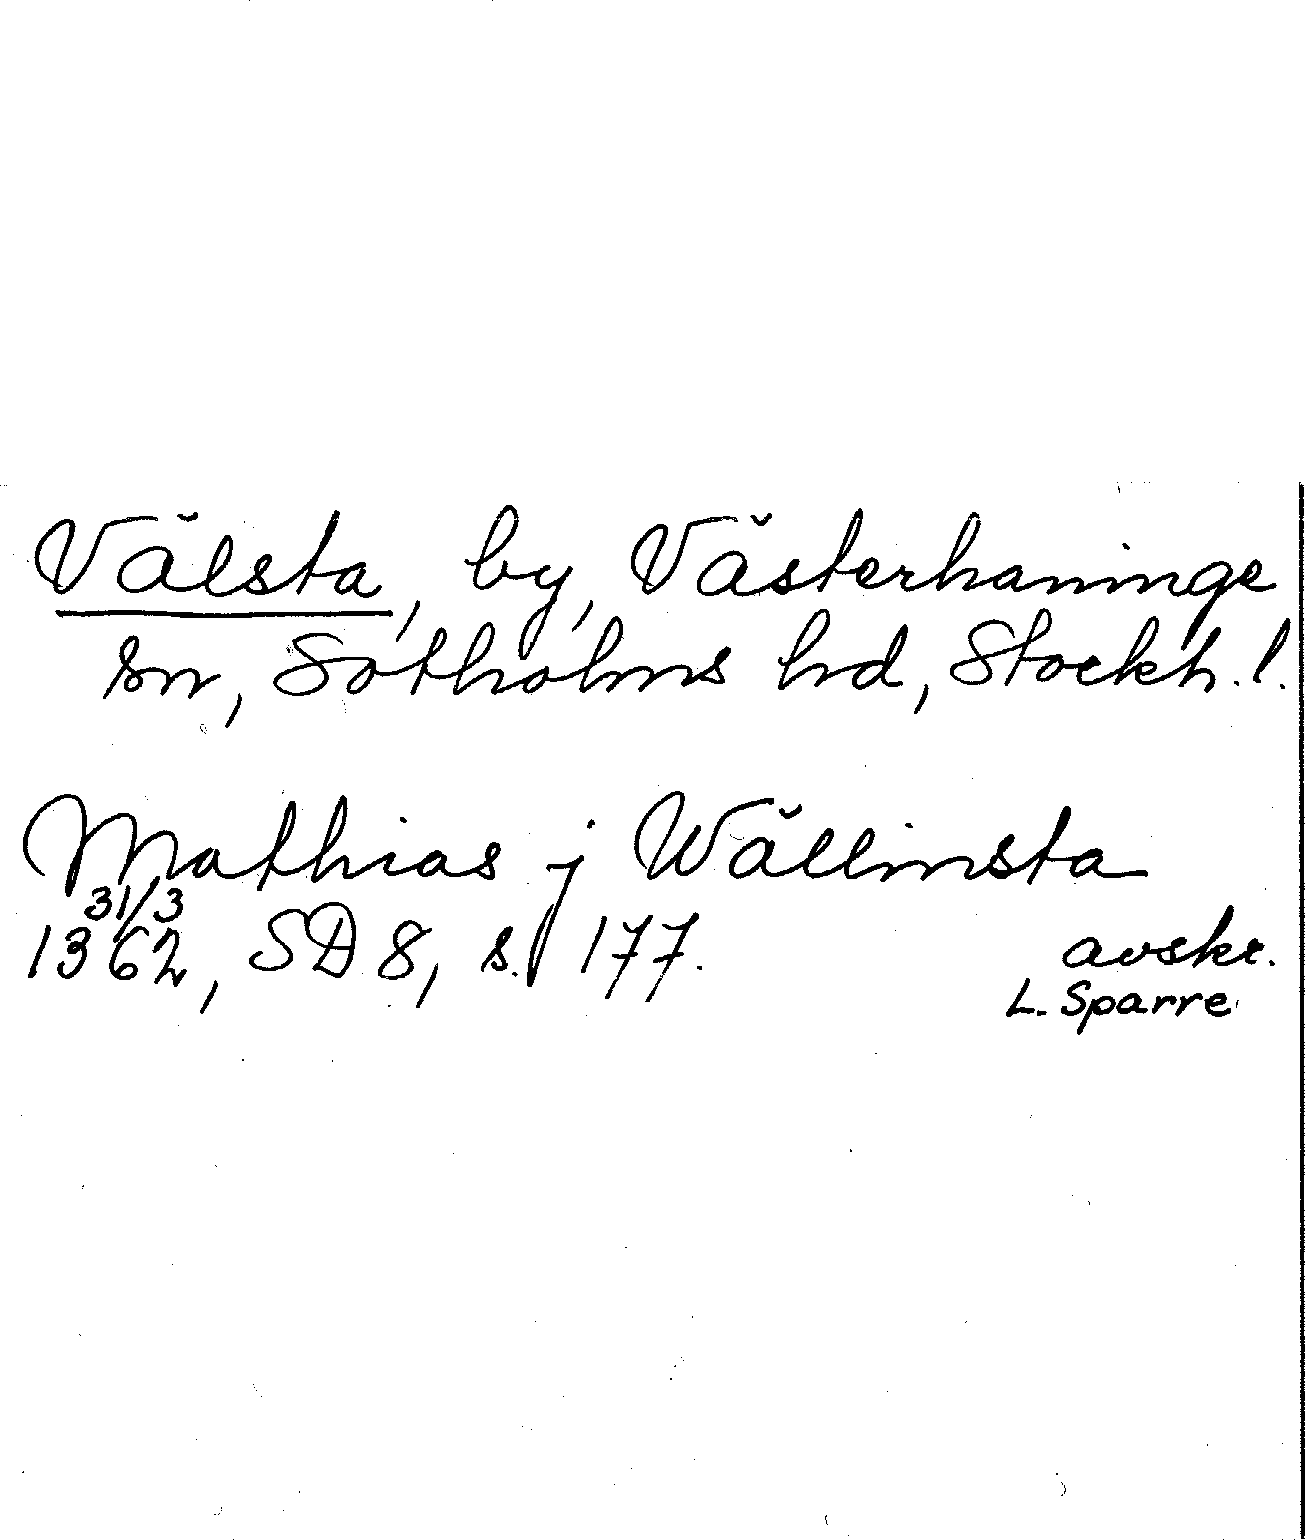 Välsta, by, Västerhaninge
sn, Sotholms hd, Stockh. l.
Mathias j Wällinsta
31/3
1362, SD 8, s. 177.
avskr.
L. Sparre